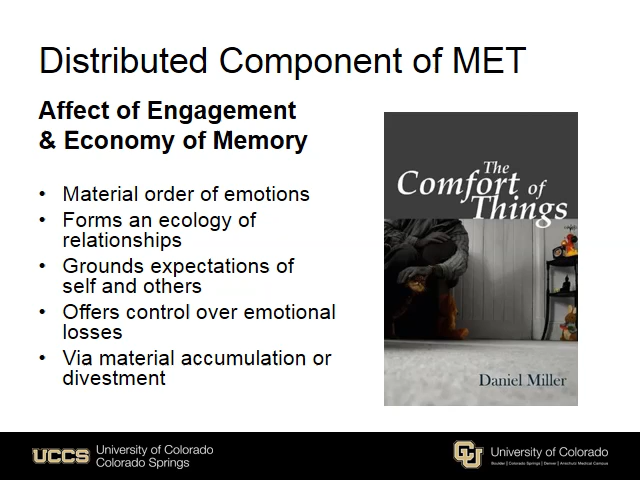 Distributed Component of MET
Affect of Engagement
& Economy of Memory
• Material order of emotions
• Forms an ecology of
relationships
• Grounds expectations of
self and others
• Offers control over emotional
losses
• Via material accumulation or
divestment
The
Comfort of
Things
Daniel Miller
UCCS
University of Colorado
Colorado Springs
CU
University of Colorado
Boulder | Colorado Springs | Denver | Anschutz Medical Campus